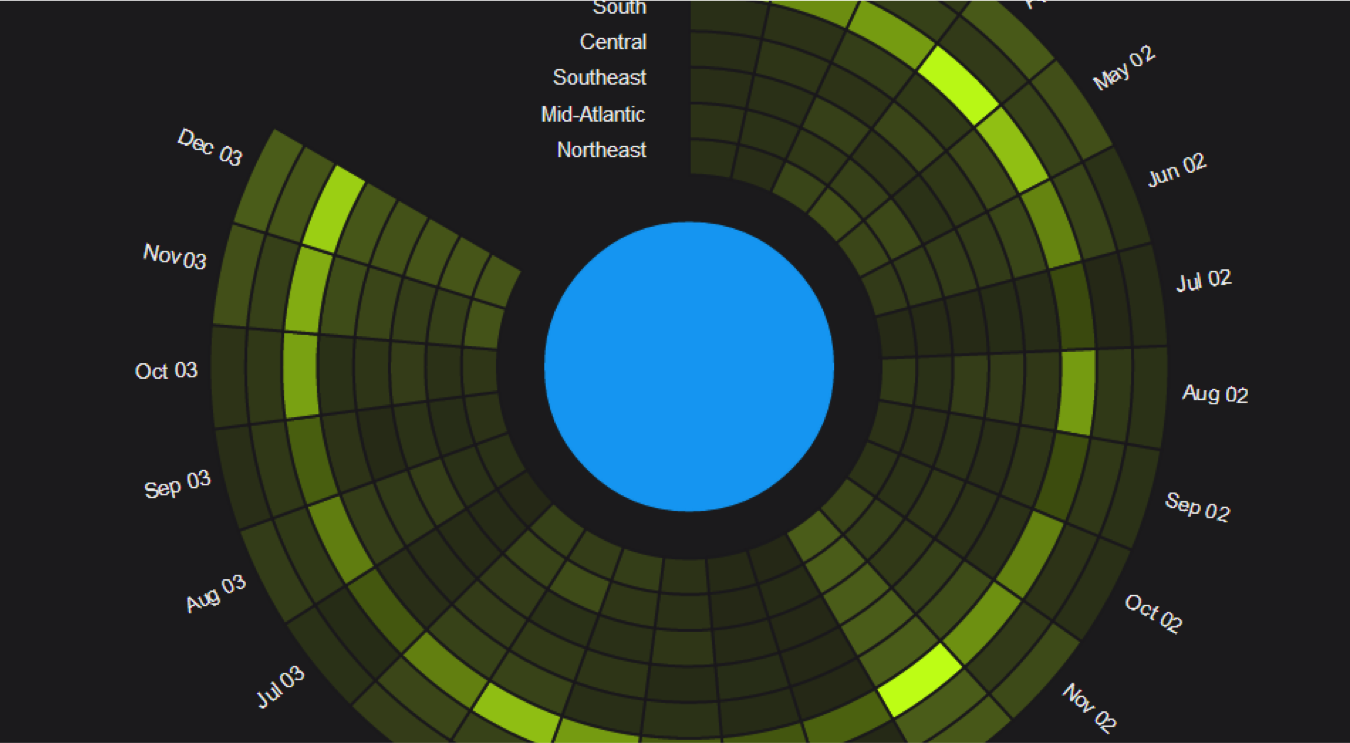 South
Central
Southeast
Mid-Atlantic
Northeast
May 02
Jun 02
Jul 02
Aug 02
Sep 02
Oct 02
Nov 02
Jul 03
Aug 03
Sep 03
Oct 03
Nov 03
Dec 03